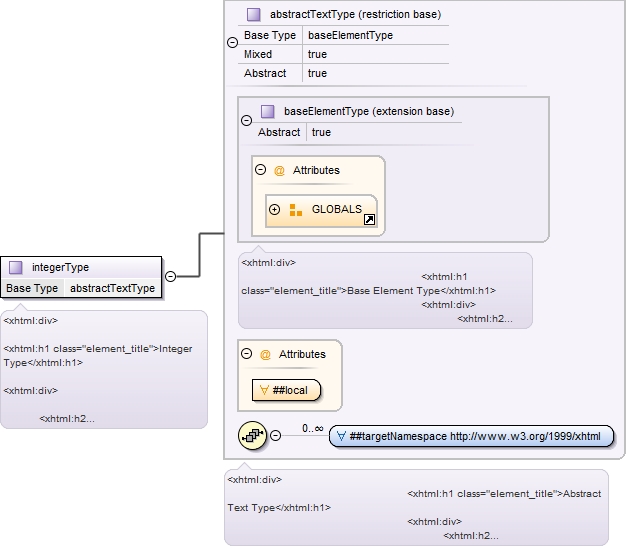 abstractTextType (restriction base)
Base Type baseElementType
Mixed true
Abstract true
baseElementType (extension base)
Abstract true
@ Attributes
GLOBALS
<xhtml:div>
<xhtml:h1
class="element_title">Base Element Type</xhtml:h1>
<xhtml:div>
<xhtml:h2...
integerType
Base Type abstractTextType
<xhtml:div>
<xhtml:h1 class="element_title">Integer
Type</xhtml:h1>
<xhtml:div>
<xhtml:h2...
@ Attributes
∀ ##local
0..∞
∀ ##targetNamespace http://www.w3.org/1999/xhtml
<xhtml:div>
<xhtml:h1 class="element_title">Abstract
Text Type</xhtml:h1>
<xhtml:div>
<xhtml:h2...